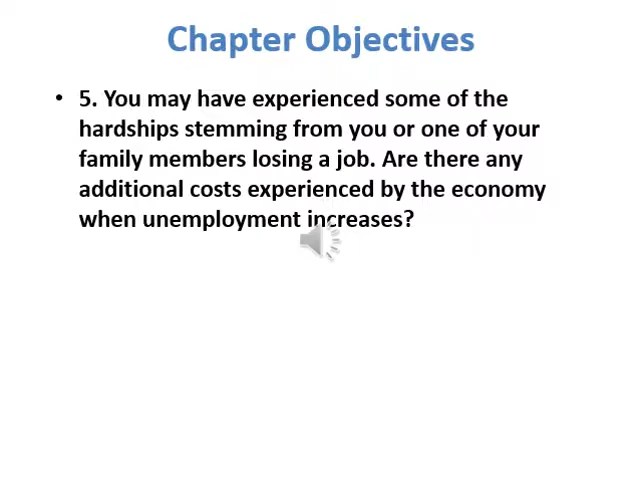 Chapter Objectives
• 5. You may have experienced some of the
hardships stemming from you or one of your
family members losing a job. Are there any
additional costs experienced by the economy
when unemployment increases?